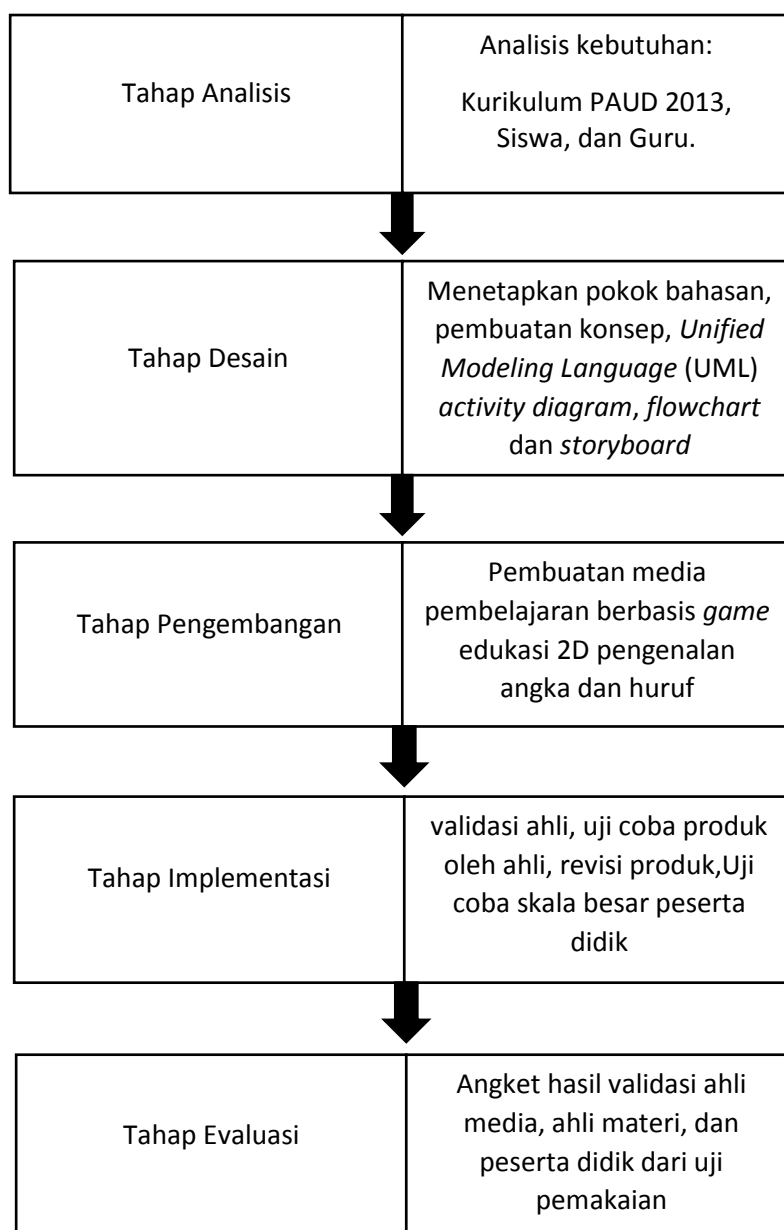 Tahap Analisis
Analisis kebutuhan:
Kurikulum PAUD 2013,
Siswa, dan Guru.
Tahap Desain
Menetapkan pokok bahasan,
pembuatan konsep, Unified
Modeling Language (UML)
activity diagram, flowchart
dan storyboard
Tahap Pengembangan
Pembuatan media
pembelajaran berbasis game
edukasi 2D pengenalan
angka dan huruf
Tahap Implementasi
validasi ahli, uji coba produk
oleh ahli, revisi produk,Uji
coba skala besar peserta
didik
Tahap Evaluasi
Angket hasil validasi ahli
media, ahli materi, dan
peserta didik dari uji
pemakaian